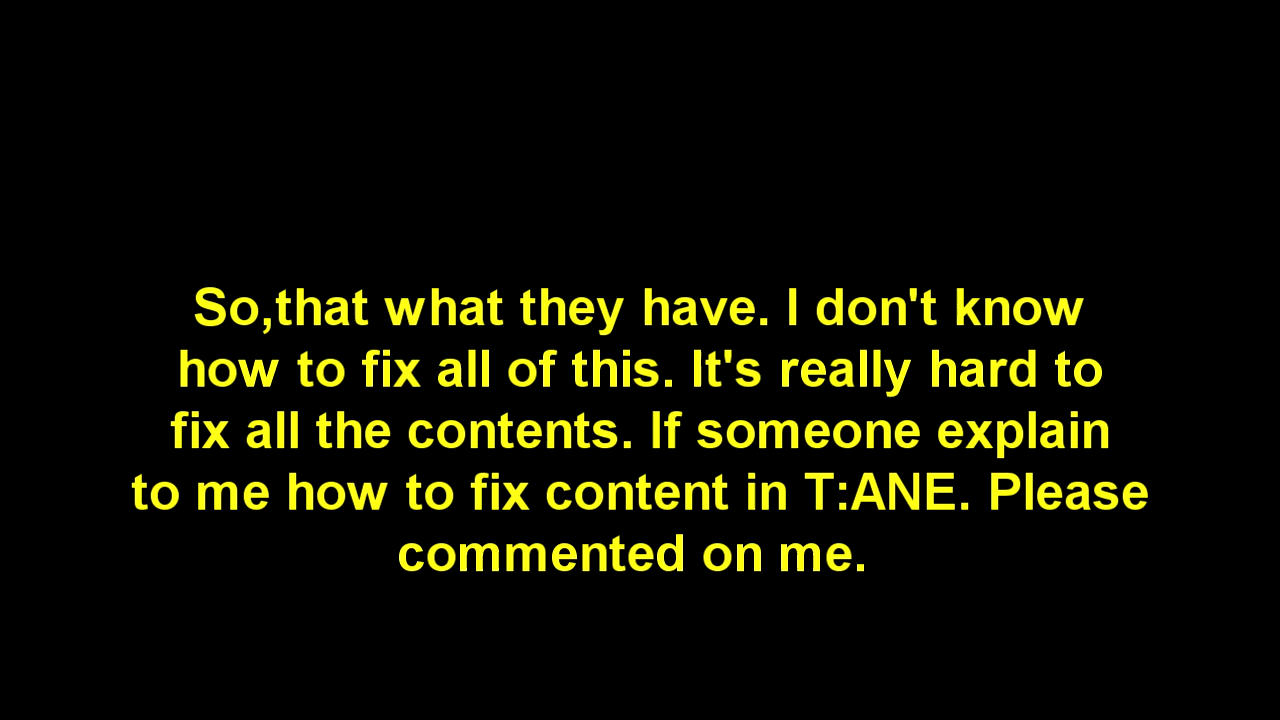 So,that what they have. I don't know
how to fix all of this. It's really hard to
fix all the contents. If someone explain
to me how to fix content in T:ANE. Please
commented on me.